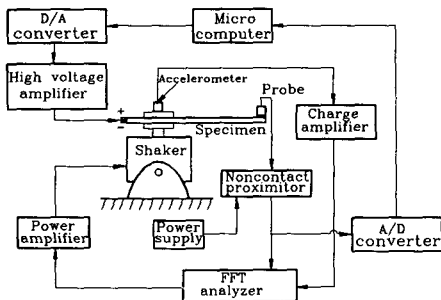 D/A
converter
Micro
computer
High voltage
amplifier
Accelerometer
Probe
+
−
Specimen
Charge
amplifier
Shaker
Noncontact
proximitor
Power
amplifier
Power
supply
A/D
converter
FFT
analyzer